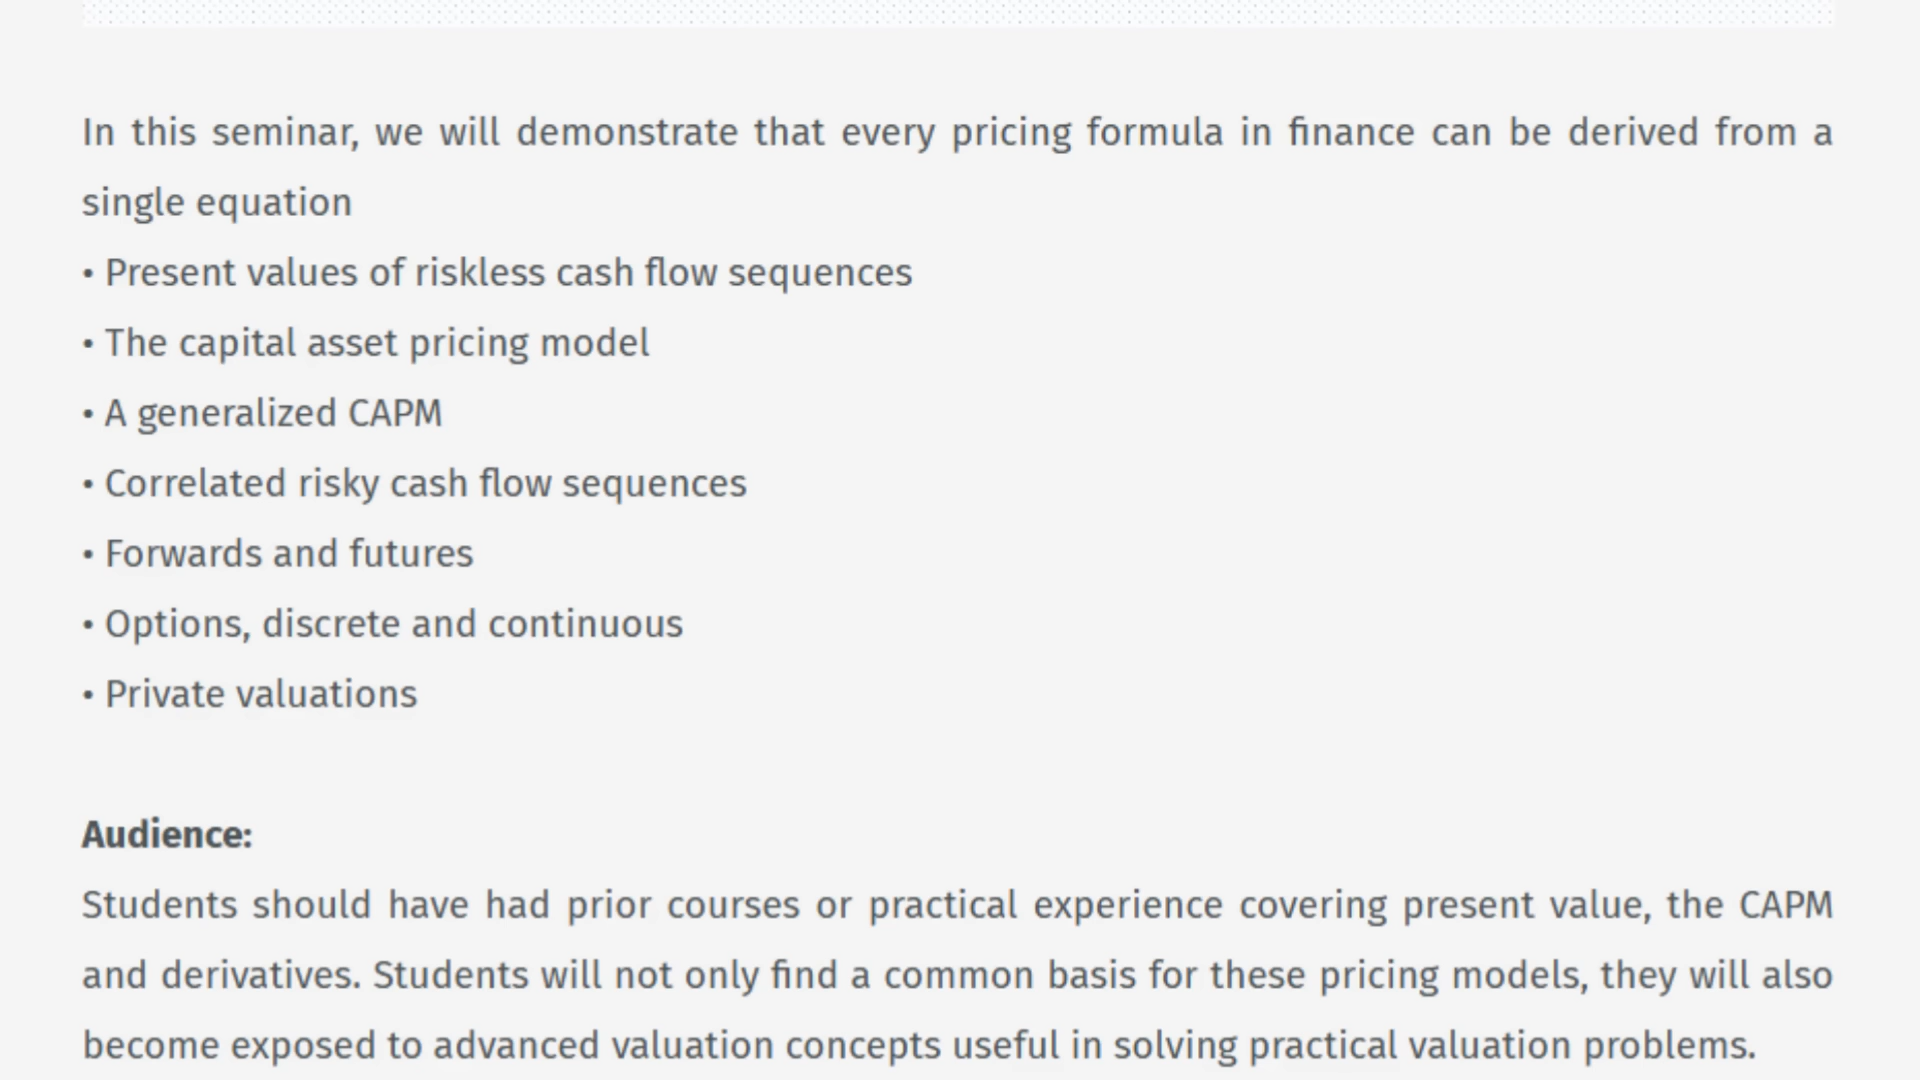 In this seminar, we will demonstrate that every pricing formula in finance can be derived from a
single equation
• Present values of riskless cash flow sequences
• The capital asset pricing model
• A generalized CAPM
• Correlated risky cash flow sequences
• Forwards and futures
• Options, discrete and continuous
• Private valuations
Audience:
Students should have had prior courses or practical experience covering present value, the CAPM
and derivatives. Students will not only find a common basis for these pricing models, they will also
become exposed to advanced valuation concepts useful in solving practical valuation problems.